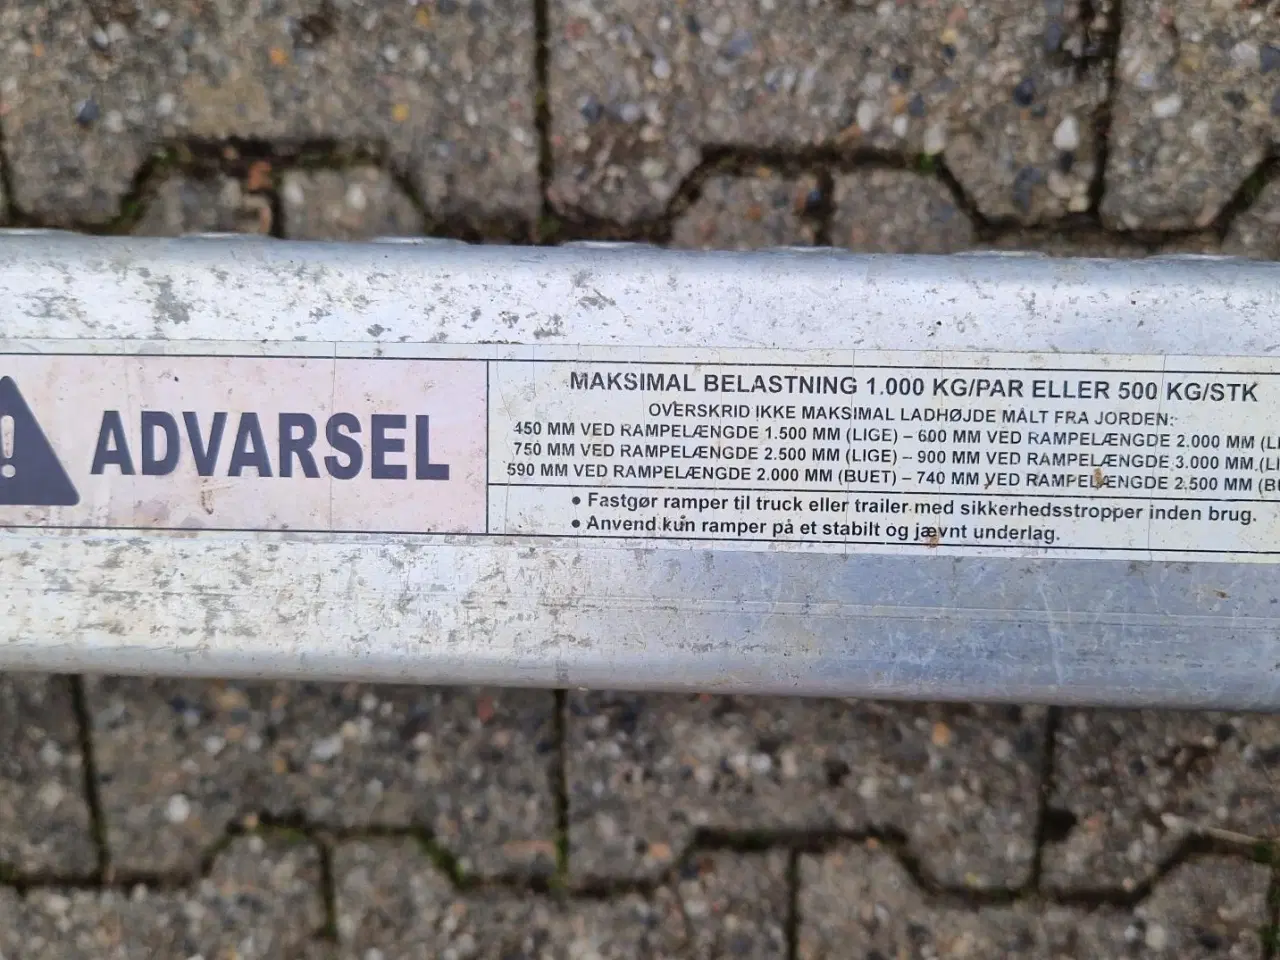 ADVARSEL
MAKSIMAL BELASTNING 1.000 KG/PAR ELLER 500 KG/STK
OVERSKRID IKKE MAKSIMAL LADHØJDE MÅLT FRA JORDEN:
450 MM VED RAMPELÆNGDE 1.500 MM (LIGE) – 600 MM VED RAMPELÆNGDE 2.000 MM
750 MM VED RAMPELÆNGDE 2.500 MM (LIGE) – 900 MM VED RAMPELÆNGDE 3.000 MM
590 MM VED RAMPELÆNGDE 2.000 MM (BUET) – 740 MM VED RAMPELÆNGDE 2.500 MM
• Fastgør ramper til truck eller trailer med sikkerhedsstropper inden brug.
• Anvend kun ramper på et stabilt og jævnt underlag.